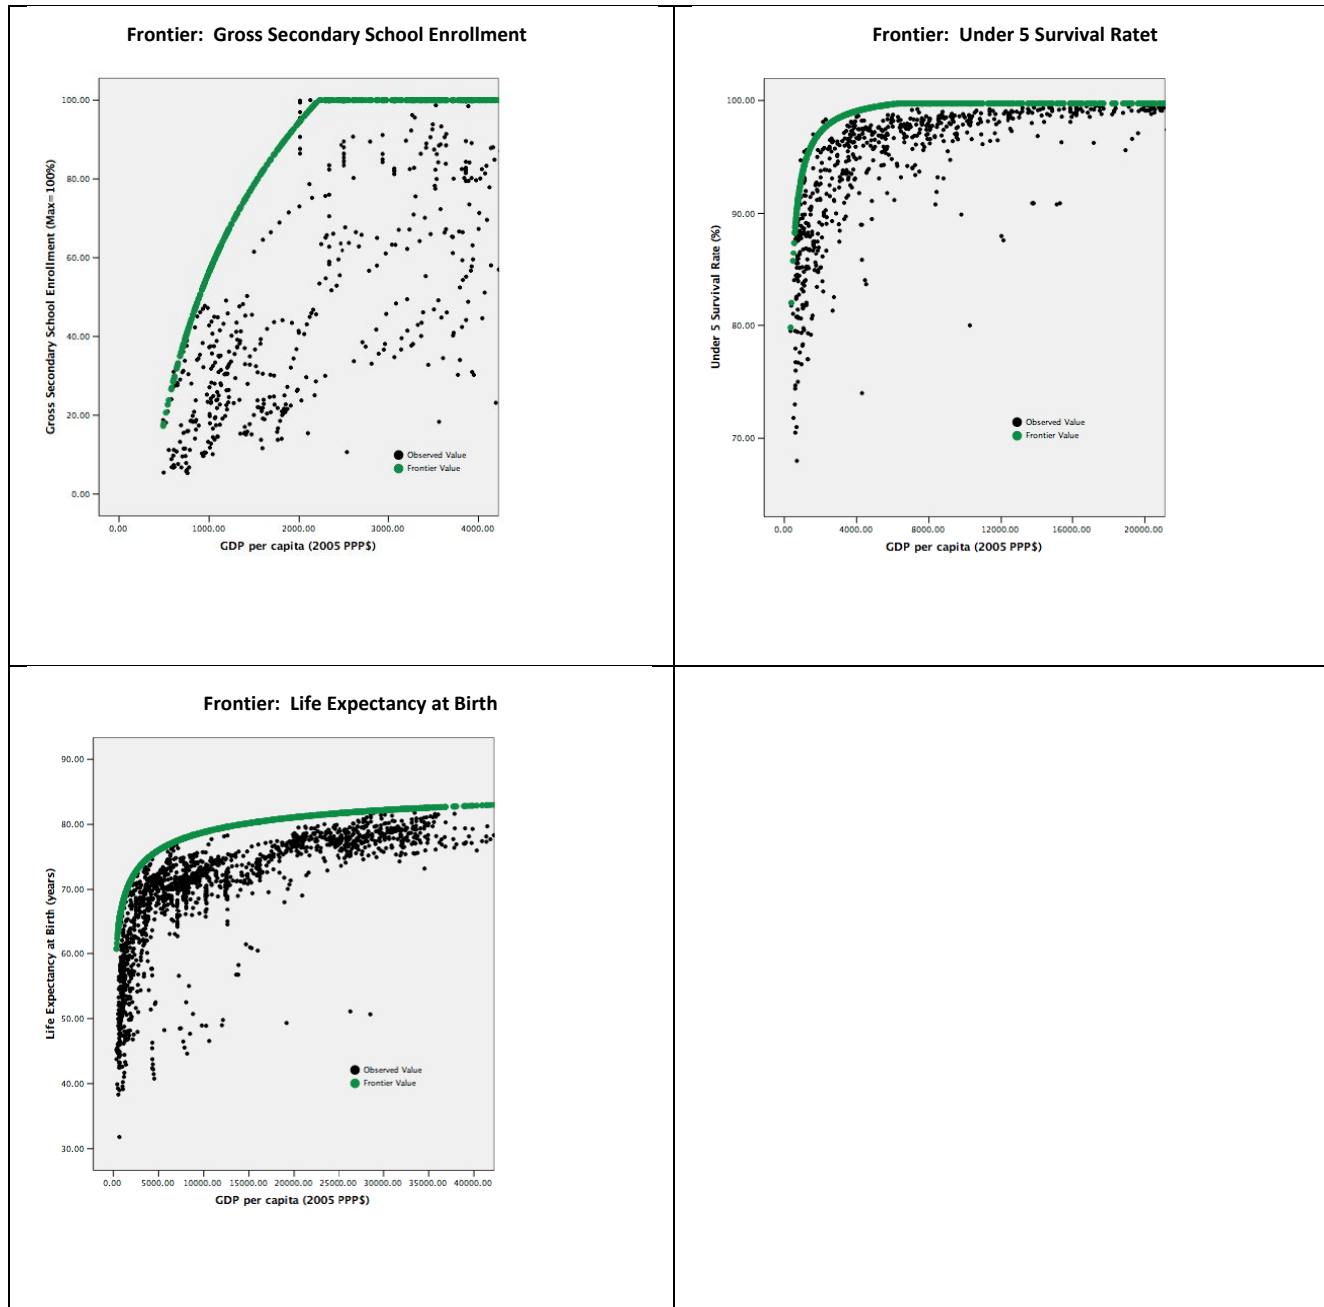 Frontier: Gross Secondary School Enrollment
100.00
80.00
60.00
40.00
20.00
0.00
Gross Secondary School Enrollment (Max=100%)
Observed Value
Frontier Value
0.00 1000.00 2000.00 3000.00 4000.00
GDP per capita (2005 PPP$)
Frontier: Under 5 Survival Ratet
100.00
90.00
80.00
70.00
Under 5 Survival Rate (%)
Observed Value
Frontier Value
0.00 4000.00 8000.00 12000.00 16000.00 20000.00
GDP per capita (2005 PPP$)
Frontier: Life Expectancy at Birth
90.00
80.00
70.00
60.00
50.00
40.00
30.00
Life Expectancy at Birth (years)
Observed Value
Frontier Value
0.00 5000.00 10000.00 15000.00 20000.00 25000.00 30000.00 35000.00 40000.00
GDP per capita (2005 PPP$)